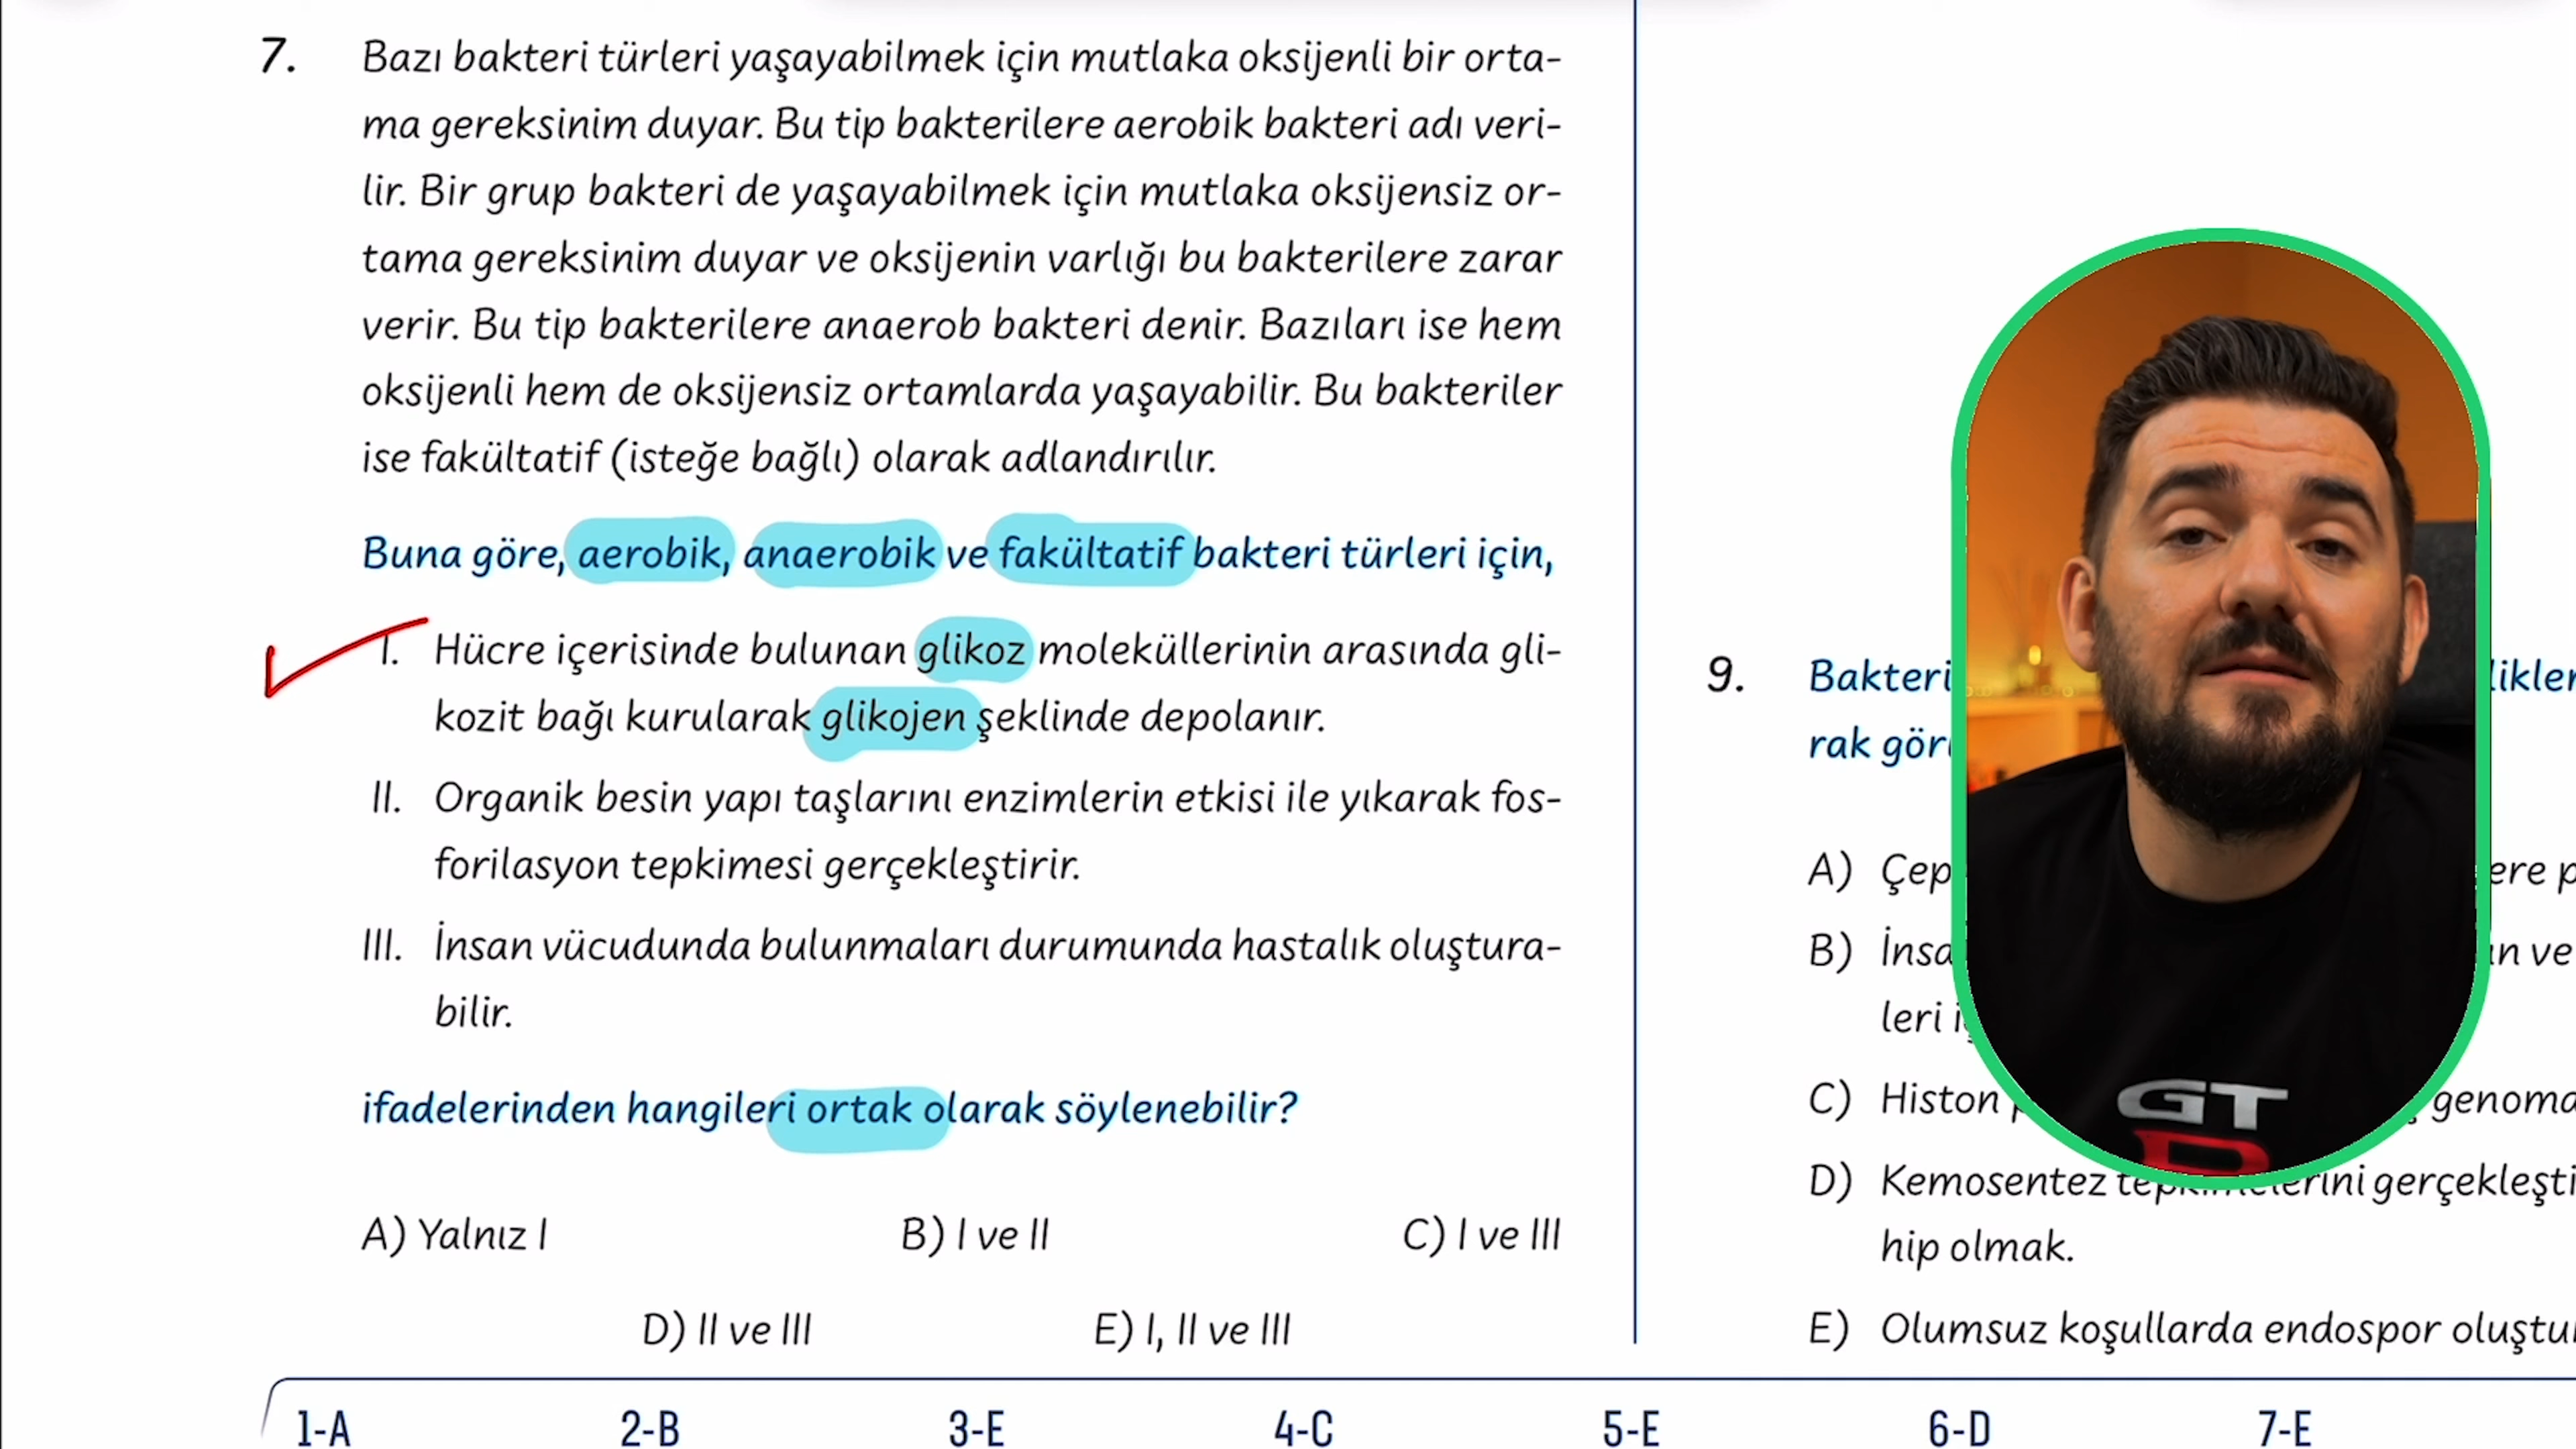 7. Bazı bakteri türleri yaşayabilmek için mutlaka oksijenli bir orta-
ma gereksinim duyar. Bu tip bakterilere aerobik bakteri adı veri-
lir. Bir grup bakteri de yaşayabilmek için mutlaka oksijensiz or-
tama gereksinim duyar ve oksijenin varlığı bu bakterilere zarar
verir. Bu tip bakterilere anaerob bakteri denir. Bazıları ise hem
oksijenli hem de oksijensiz ortamlarda yaşayabilir. Bu bakteriler
ise fakültatif (isteğe bağlı) olarak adlandırılır.
Buna göre, aerobik, anaerobik ve fakültatif bakteri türleri için,
I. Hücre içerisinde bulunan glikoz moleküllerinin arasında gli-
kozit bağı kurularak glikojen şeklinde depolanır.
II. Organik besin yapı taşlarını enzimlerin etkisi ile yıkarak fos-
forilasyon tepkimesi gerçekleştirir.
III. İnsan vücudunda bulunmaları durumunda hastalık oluştura-
bilir.
ifadelerinden hangileri ortak olarak söylenebilir?
A) Yalnız I B) I ve II C) I ve III
D) II ve III E) I, II ve III
9. Bakteri
rak gör
A) Çep ere p
B) İnsa ın ve
leri i
C) Histon genoma
D) Kemosentez gerçekleşti
hip olmak.
E) Olumsuz koşullarda endospor oluştu
GT
1-A 2-B 3-E 4-C 5-E 6-D 7-E